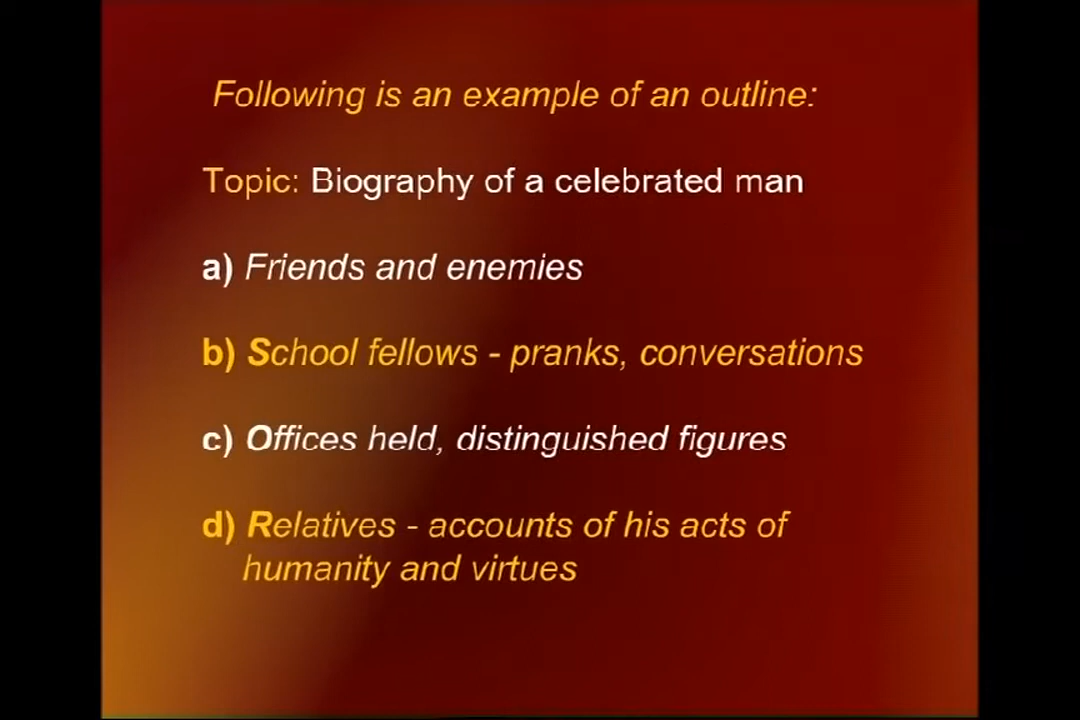 Following is an example of an outline:
Topic: Biography of a celebrated man
a) Friends and enemies
b) School fellows - pranks, conversations
c) Offices held, distinguished figures
d) Relatives - accounts of his acts of
humanity and virtues